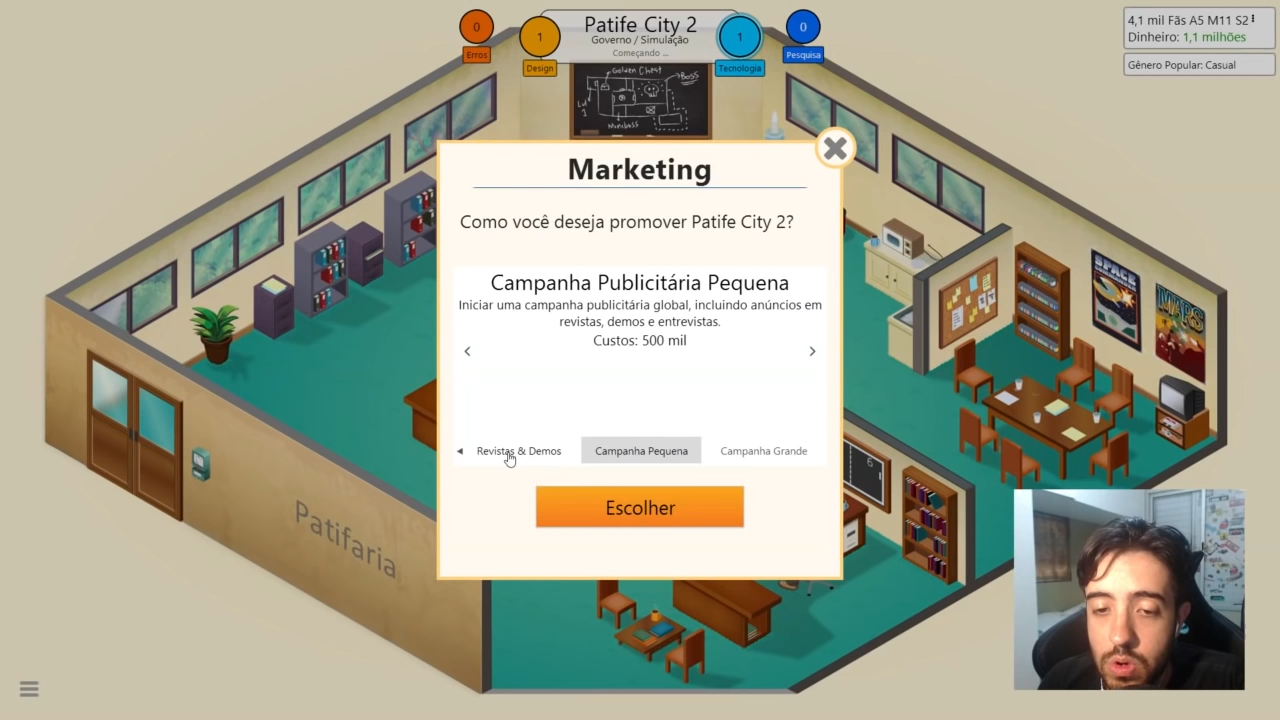 0
Erros
1
Design
Patife City 2
Governo / Simulação
Começando ...
1
Tecnologia
0
Pesquisa
4,1 mil Fãs A5 M11 S2
Dinheiro: 1,1 milhões
Gênero Popular: Casual
Golden Chest
Boss
Lvl
1
Miniboss
Marketing
Como você deseja promover Patife City 2?
Campanha Publicitária Pequena
Iniciar uma campanha publicitária global, incluindo anúncios em
revistas, demos e entrevistas.
Custos: 500 mil
Revistas & Demos
Campanha Pequena
Campanha Grande
Escolher
SPACE
MARS
Patifaria